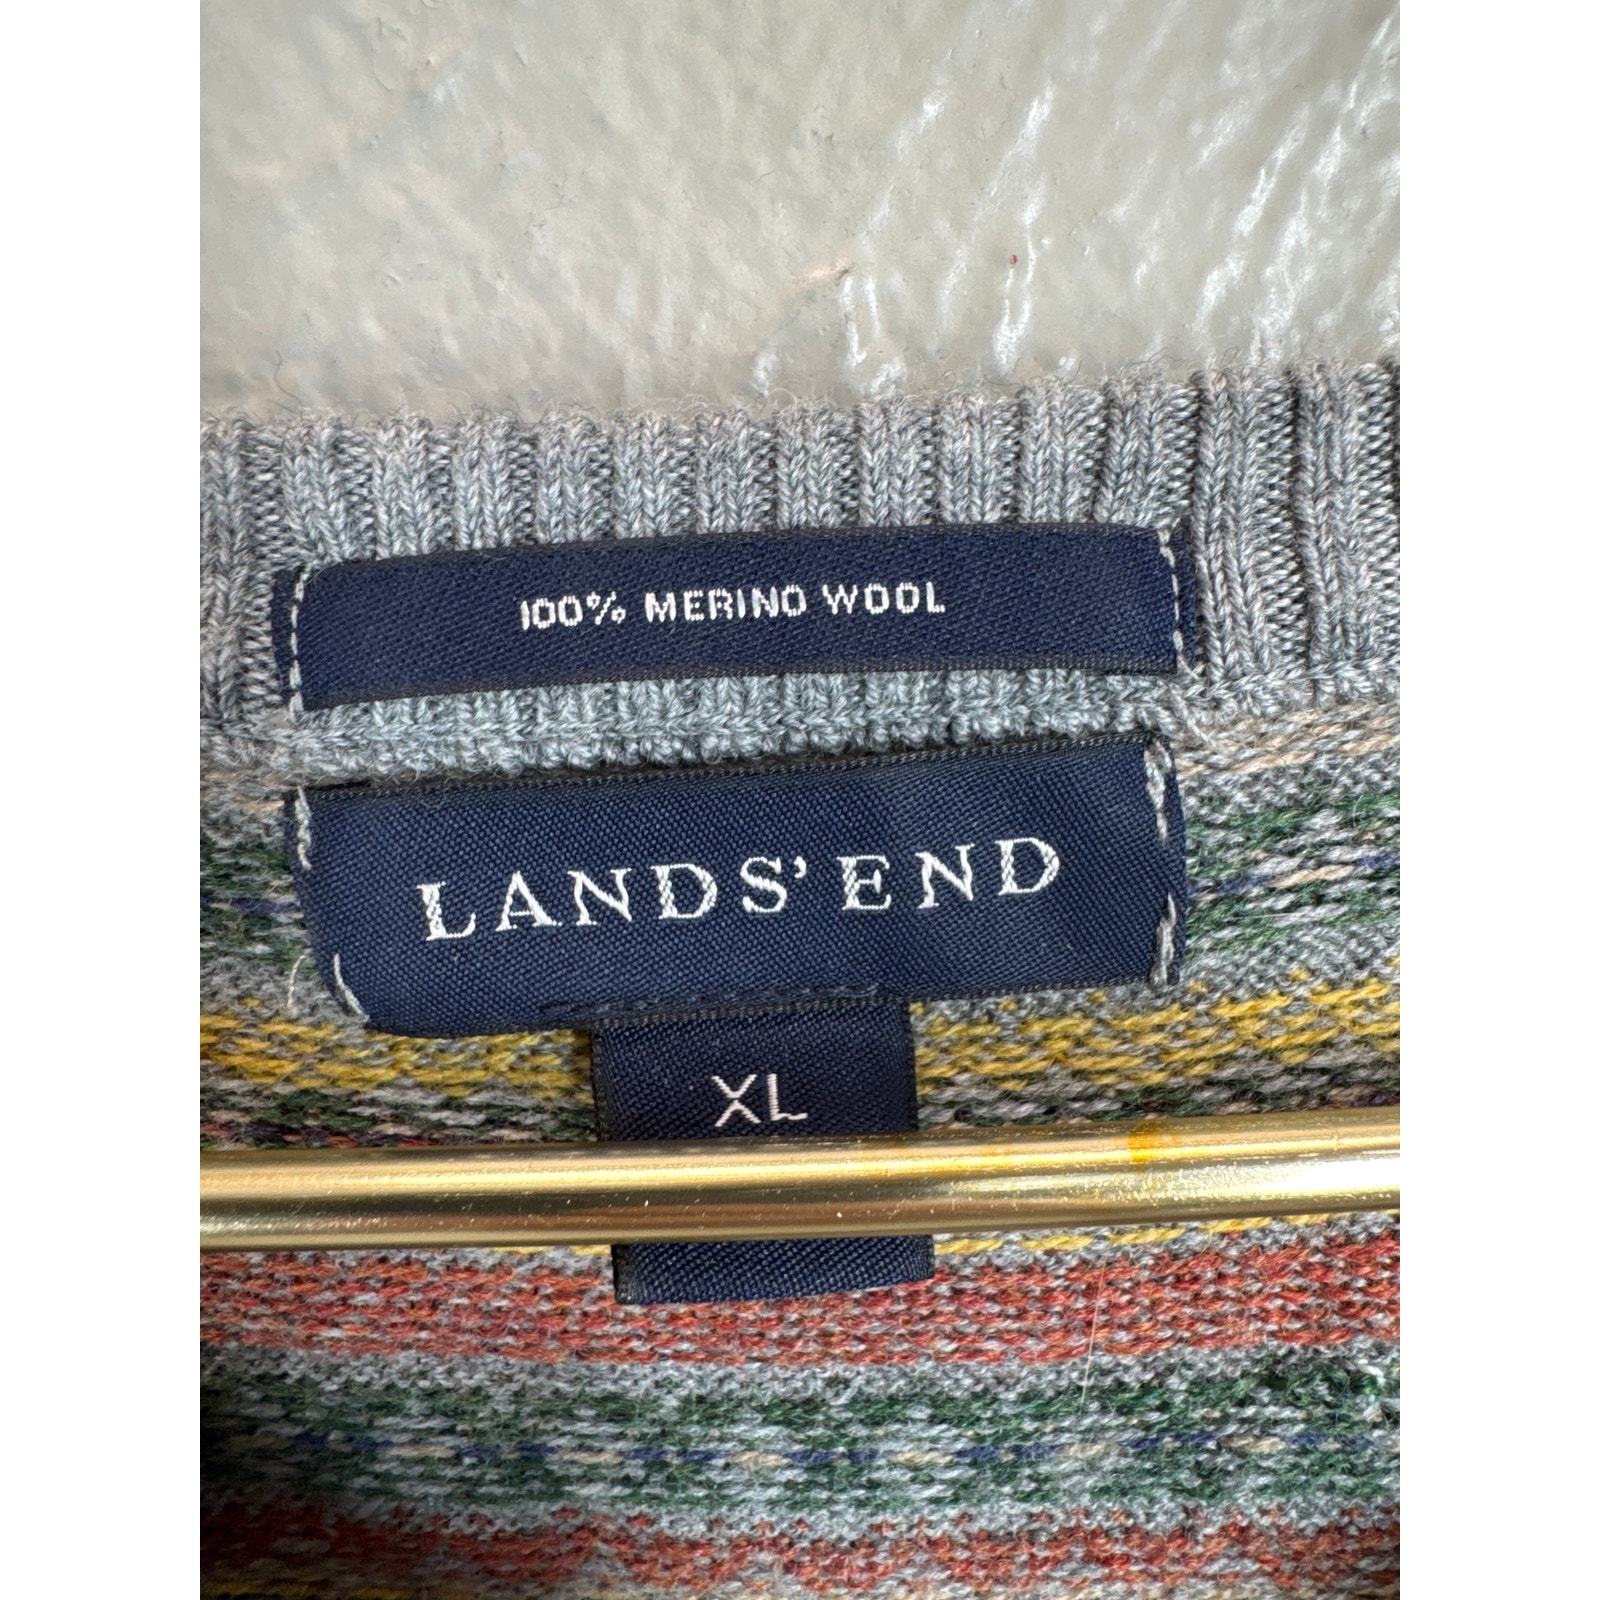 100% MERINO WOOL
LANDS' END
XL